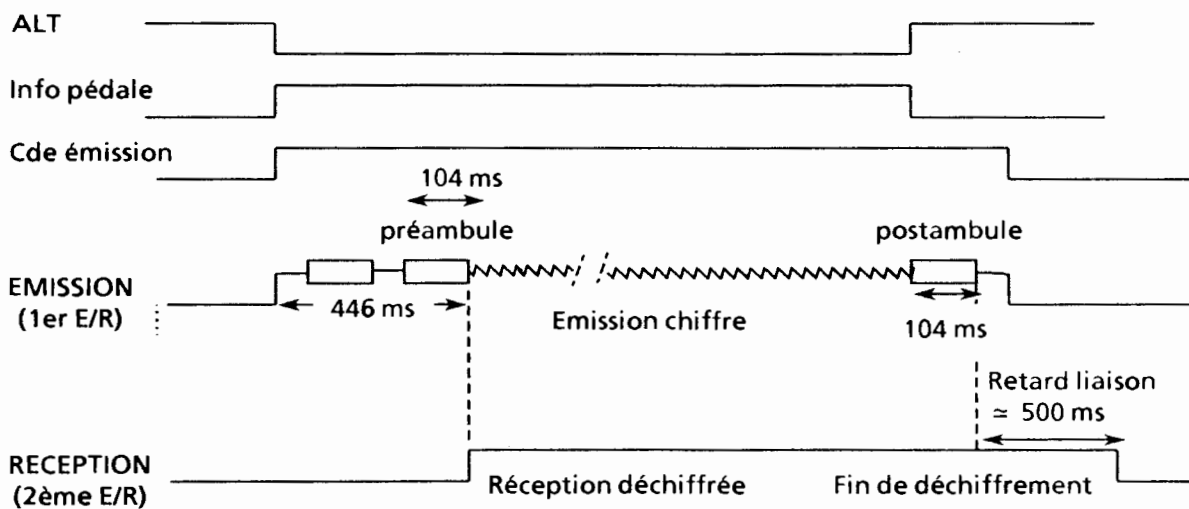 ALT
Info pédale
Cde émission
104 ms
préambule
postambule
EMISSION
(1er E/R)
446 ms
Emission chiffre
104 ms
Retard liaison
≃ 500 ms
RECEPTION
(2ème E/R)
Réception déchiffrée
Fin de déchiffrement